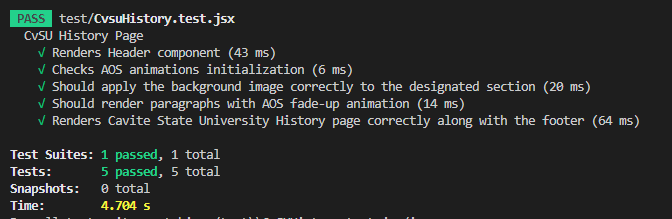 PASS test/CvsuHistory.test.jsx
CvSU History Page
√ Renders Header component (43 ms)
√ Checks AOS animations initialization (6 ms)
√ Should apply the background image correctly to the designated section (20 ms)
√ Should render paragraphs with AOS fade-up animation (14 ms)
√ Renders Cavite State University History page correctly along with the footer (64 ms)
Test Suites: 1 passed, 1 total
Tests: 5 passed, 5 total
Snapshots: 0 total
Time: 4.704 s